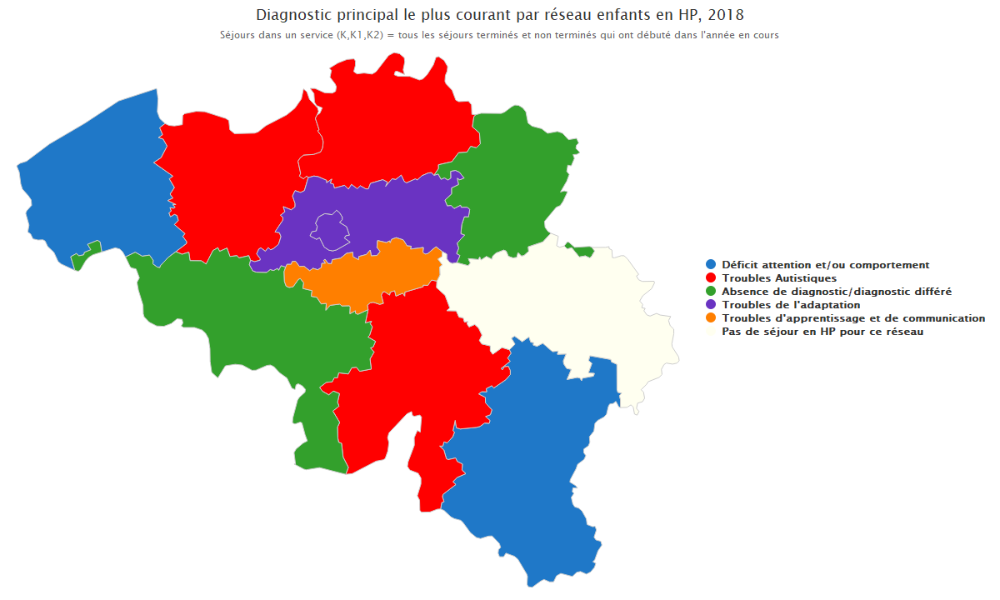 Diagnostic principal le plus courant par réseau enfants en HP, 2018
Séjours dans un service (K,K1,K2) = tous les séjours terminés et non terminés qui ont débuté dans l'année en cours
Déficit attention et/ou comportement
Troubles Autistiques
Absence de diagnostic/diagnostic différé
Troubles de l'adaptation
Troubles d'apprentissage et de communication
Pas de séjour en HP pour ce réseau